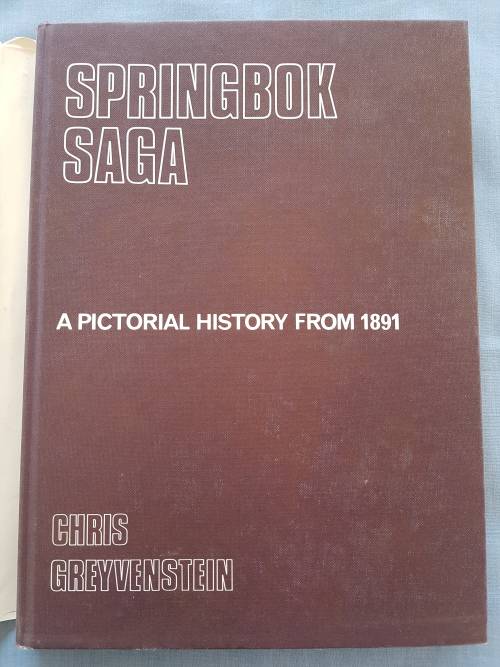 SPRINGBOK
SAGA
A PICTORIAL HISTORY FROM 1891
CHRIS
GREYVENSTEIN